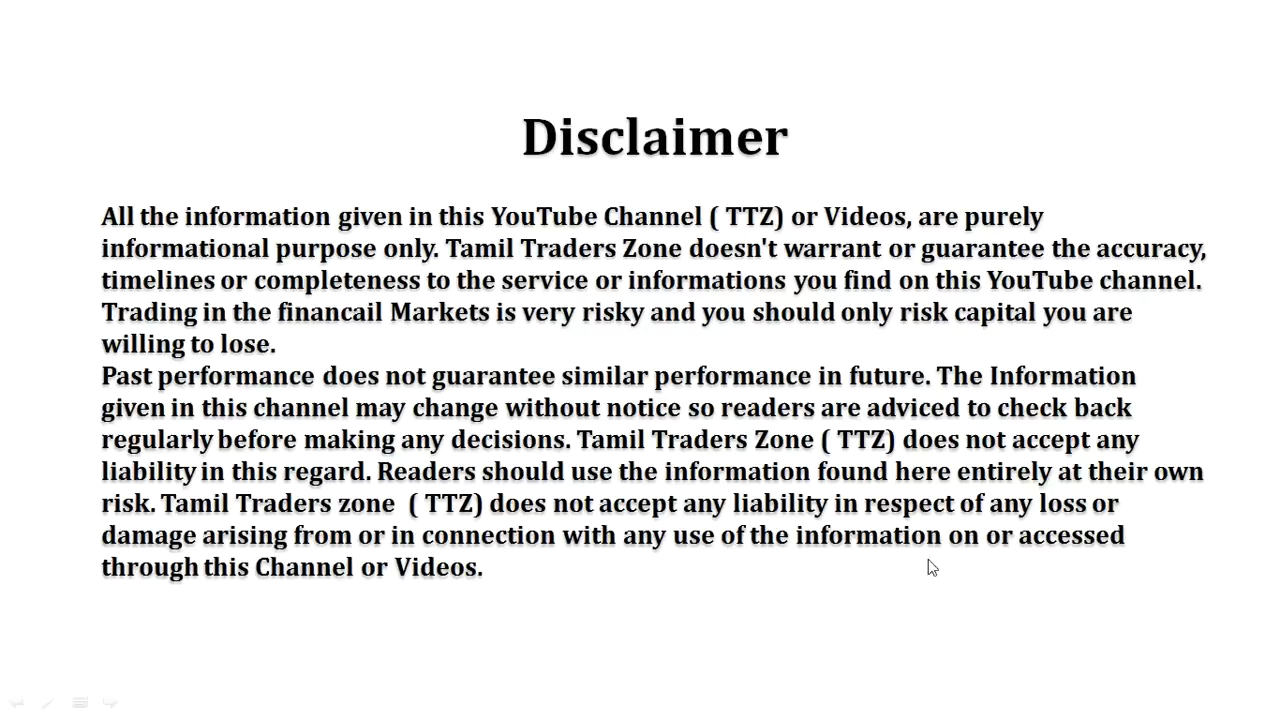 Disclaimer
All the information given in this YouTube Channel ( TTZ) or Videos, are purely
informational purpose only. Tamil Traders Zone doesn't warrant or guarantee the accuracy,
timelines or completeness to the service or informations you find on this YouTube channel.
Trading in the financail Markets is very risky and you should only risk capital you are
willing to lose.
Past performance does not guarantee similar performance in future. The Information
given in this channel may change without notice so readers are adviced to check back
regularly before making any decisions. Tamil Traders Zone ( TTZ) does not accept any
liability in this regard. Readers should use the information found here entirely at their own
risk. Tamil Traders zone  ( TTZ) does not accept any liability in respect of any loss or
damage arising from or in connection with any use of the information on or accessed
through this Channel or Videos.